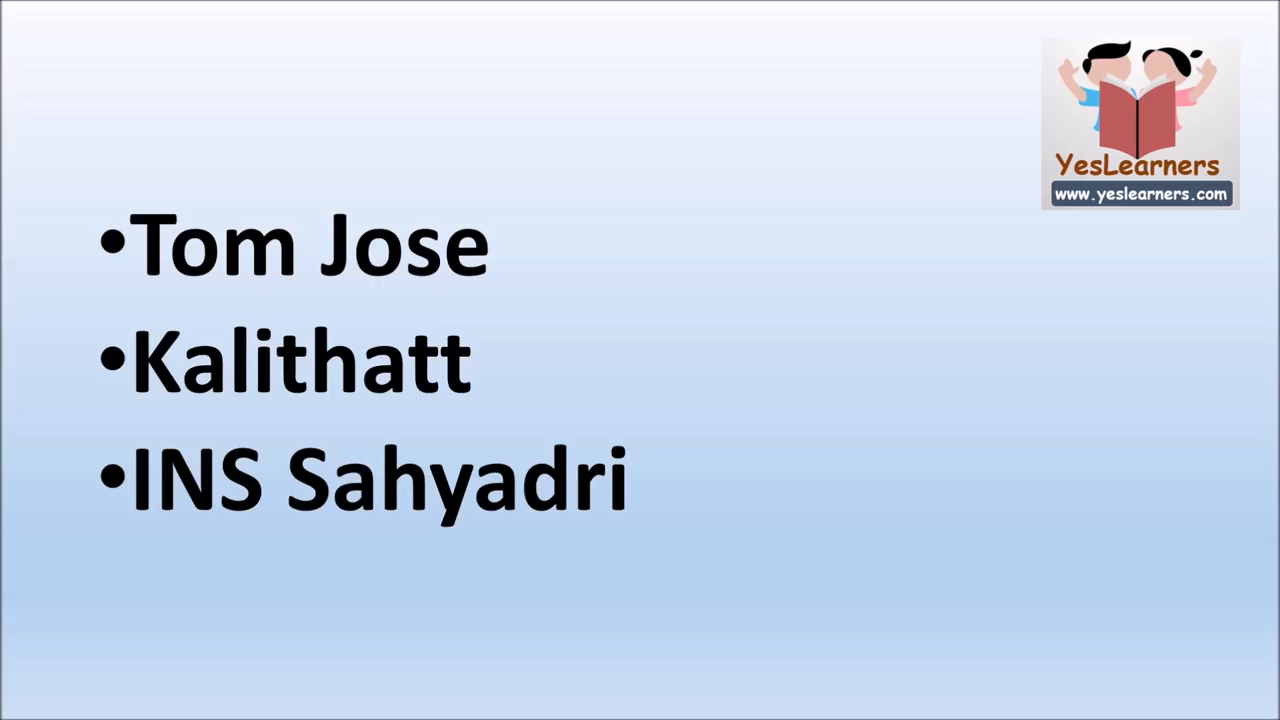 YesLearners
www.yeslearners.com
•Tom Jose
•Kalithatt
•INS Sahyadri